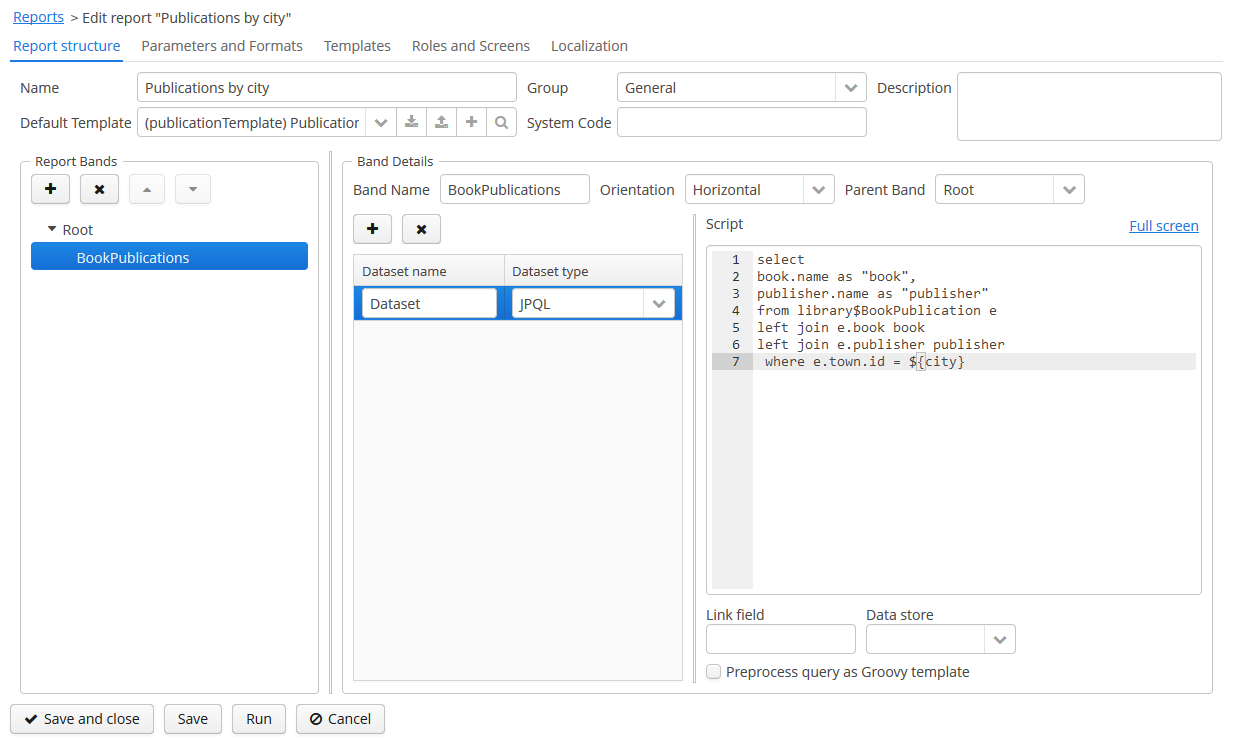 Reports > Edit report "Publications by city"
Report structure Parameters and Formats Templates Roles and Screens Localization
Name Publications by city Group General Description
Default Template (publicationTemplate) Publication System Code
Report Bands
Root
BookPublications
Band Details
Band Name BookPublications Orientation Horizontal Parent Band Root
Dataset name Dataset type
Dataset JPQL
Script Full screen
1 select
2 book.name as "book",
3 publisher.name as "publisher"
4 from library$BookPublication e
5 left join e.book book
6 left join e.publisher publisher
7 where e.town.id = ${city}
Link field Data store
Preprocess query as Groovy template
Save and close Save Run Cancel